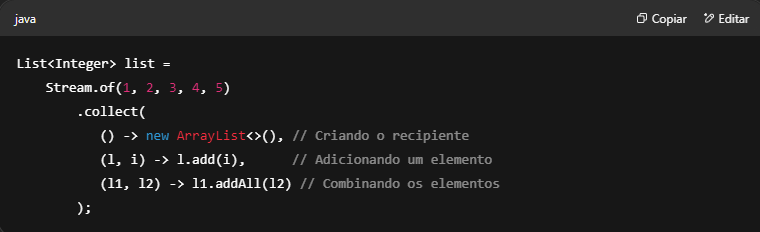 java Copiar Editar
List<Integer> list =
    Stream.of(1, 2, 3, 4, 5)
        .collect(
           () -> new ArrayList<>(), // Criando o recipiente
           (l, i) -> l.add(i),      // Adicionando um elemento
           (l1, l2) -> l1.addAll(l2) // Combinando os elementos
        );